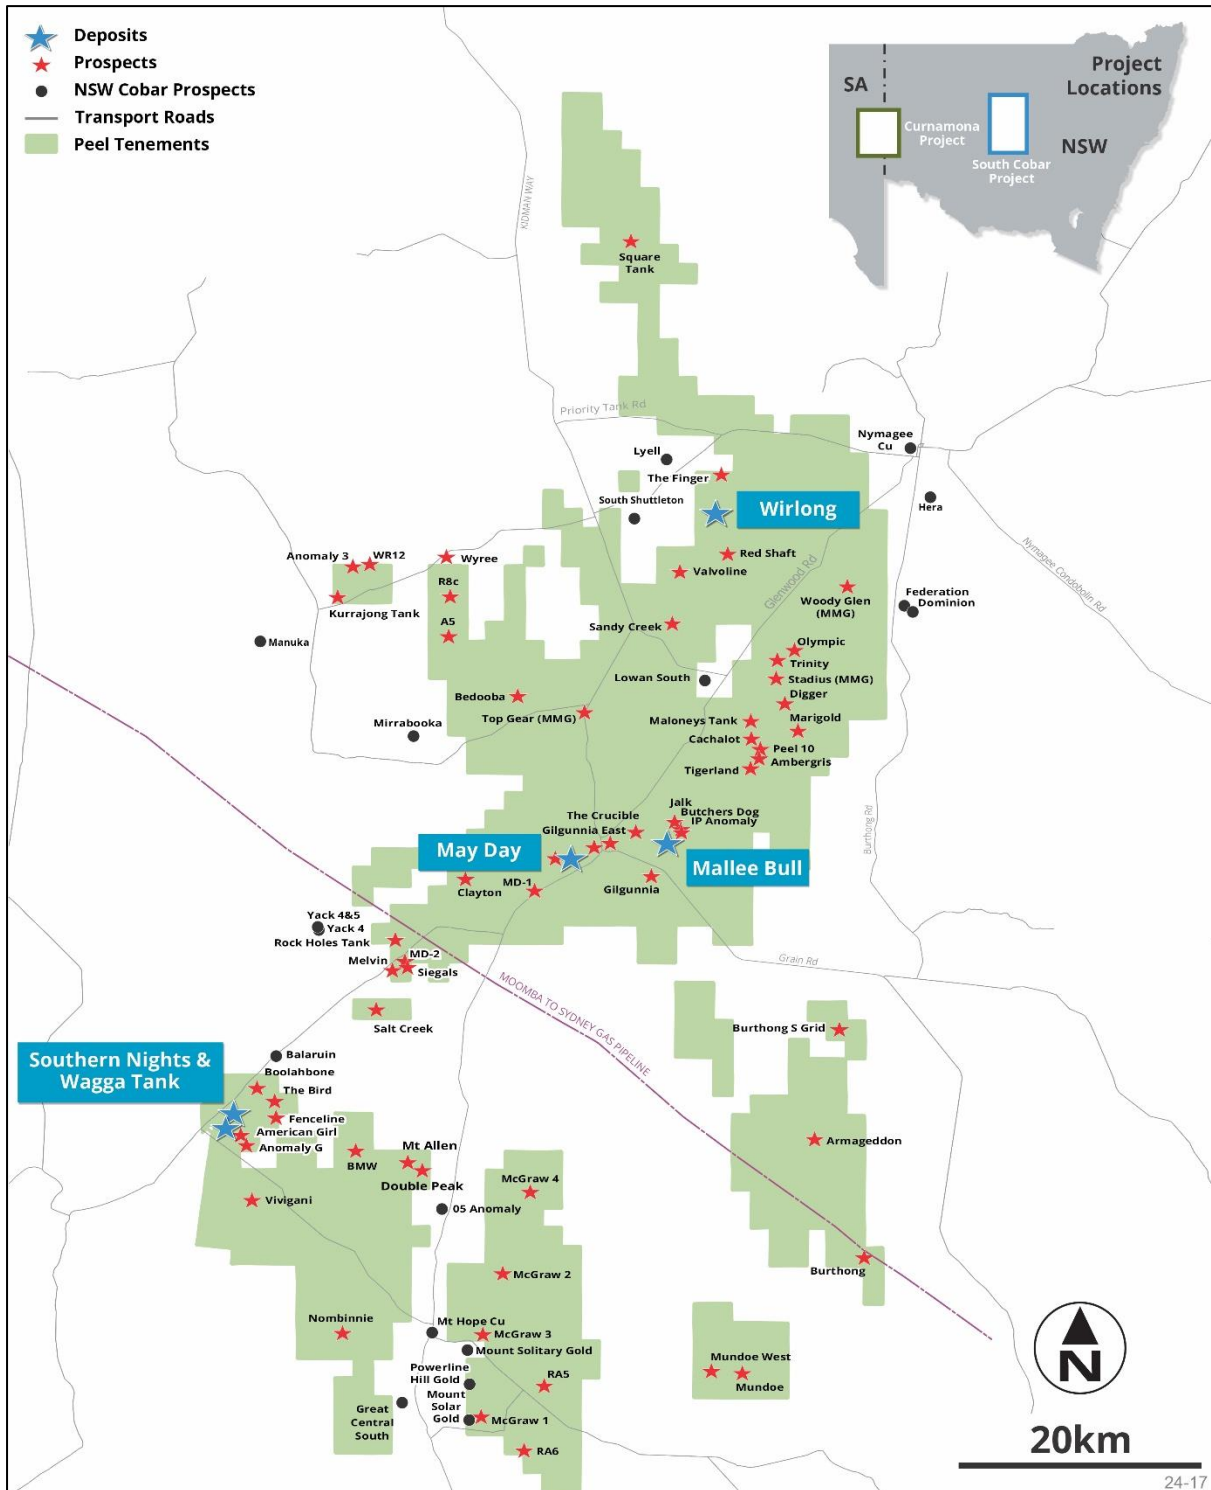 Deposits
Prospects
NSW Cobar Prospects
Transport Roads
Peel Tenements
Project
Locations
SA
NSW
Curnamona
Project
South Cobar
Project
KIDMAN WAY
Square
Tank
Priority Tank Rd
Nymagee
Cu
Lyell
The Finger
Hera
South Shuttleton
Wirlong
Nymagee Condobolin Rd
Anomaly 3
WR12
Wyree
Red Shaft
Valvoline
Glenwood Rd
R8c
Kurrajong Tank
Woody Glen
(MMG)
Federation
Dominion
A5
Sandy Creek
Manuka
Olympic
Trinity
Lowan South
Stadius (MMG)
Digger
Bedooba
Top Gear (MMG)
Maloneys Tank
Marigold
Mirrabooka
Cachalot
Peel 10
Ambergris
Tigerland
Jalk
The Crucible
Butchers Dog
Gilgunnia East
IP Anomaly
Burthong Rd
May Day
Mallee Bull
MD-1
Clayton
Gilgunnia
Yack 4&5
Yack 4
Rock Holes Tank
MD-2
Melvin
Siegals
Grain Rd
MOOMBA TO SYDNEY GAS PIPELINE
Salt Creek
Burthong S Grid
Southern Nights &
Wagga Tank
Balaruin
Boolahbone
The Bird
Fenceline
American Girl
Anomaly G
Armageddon
BMW
Mt Allen
Double Peak
McGraw 4
Vivigani
05 Anomaly
Burthong
McGraw 2
Nombinnie
Mt Hope Cu
McGraw 3
Mount Solitary Gold
Powerline
Hill Gold
RA5
Mundoe West
Mundoe
Mount
Solar
Gold
McGraw 1
Great
Central
South
RA6
N
20km
24-17